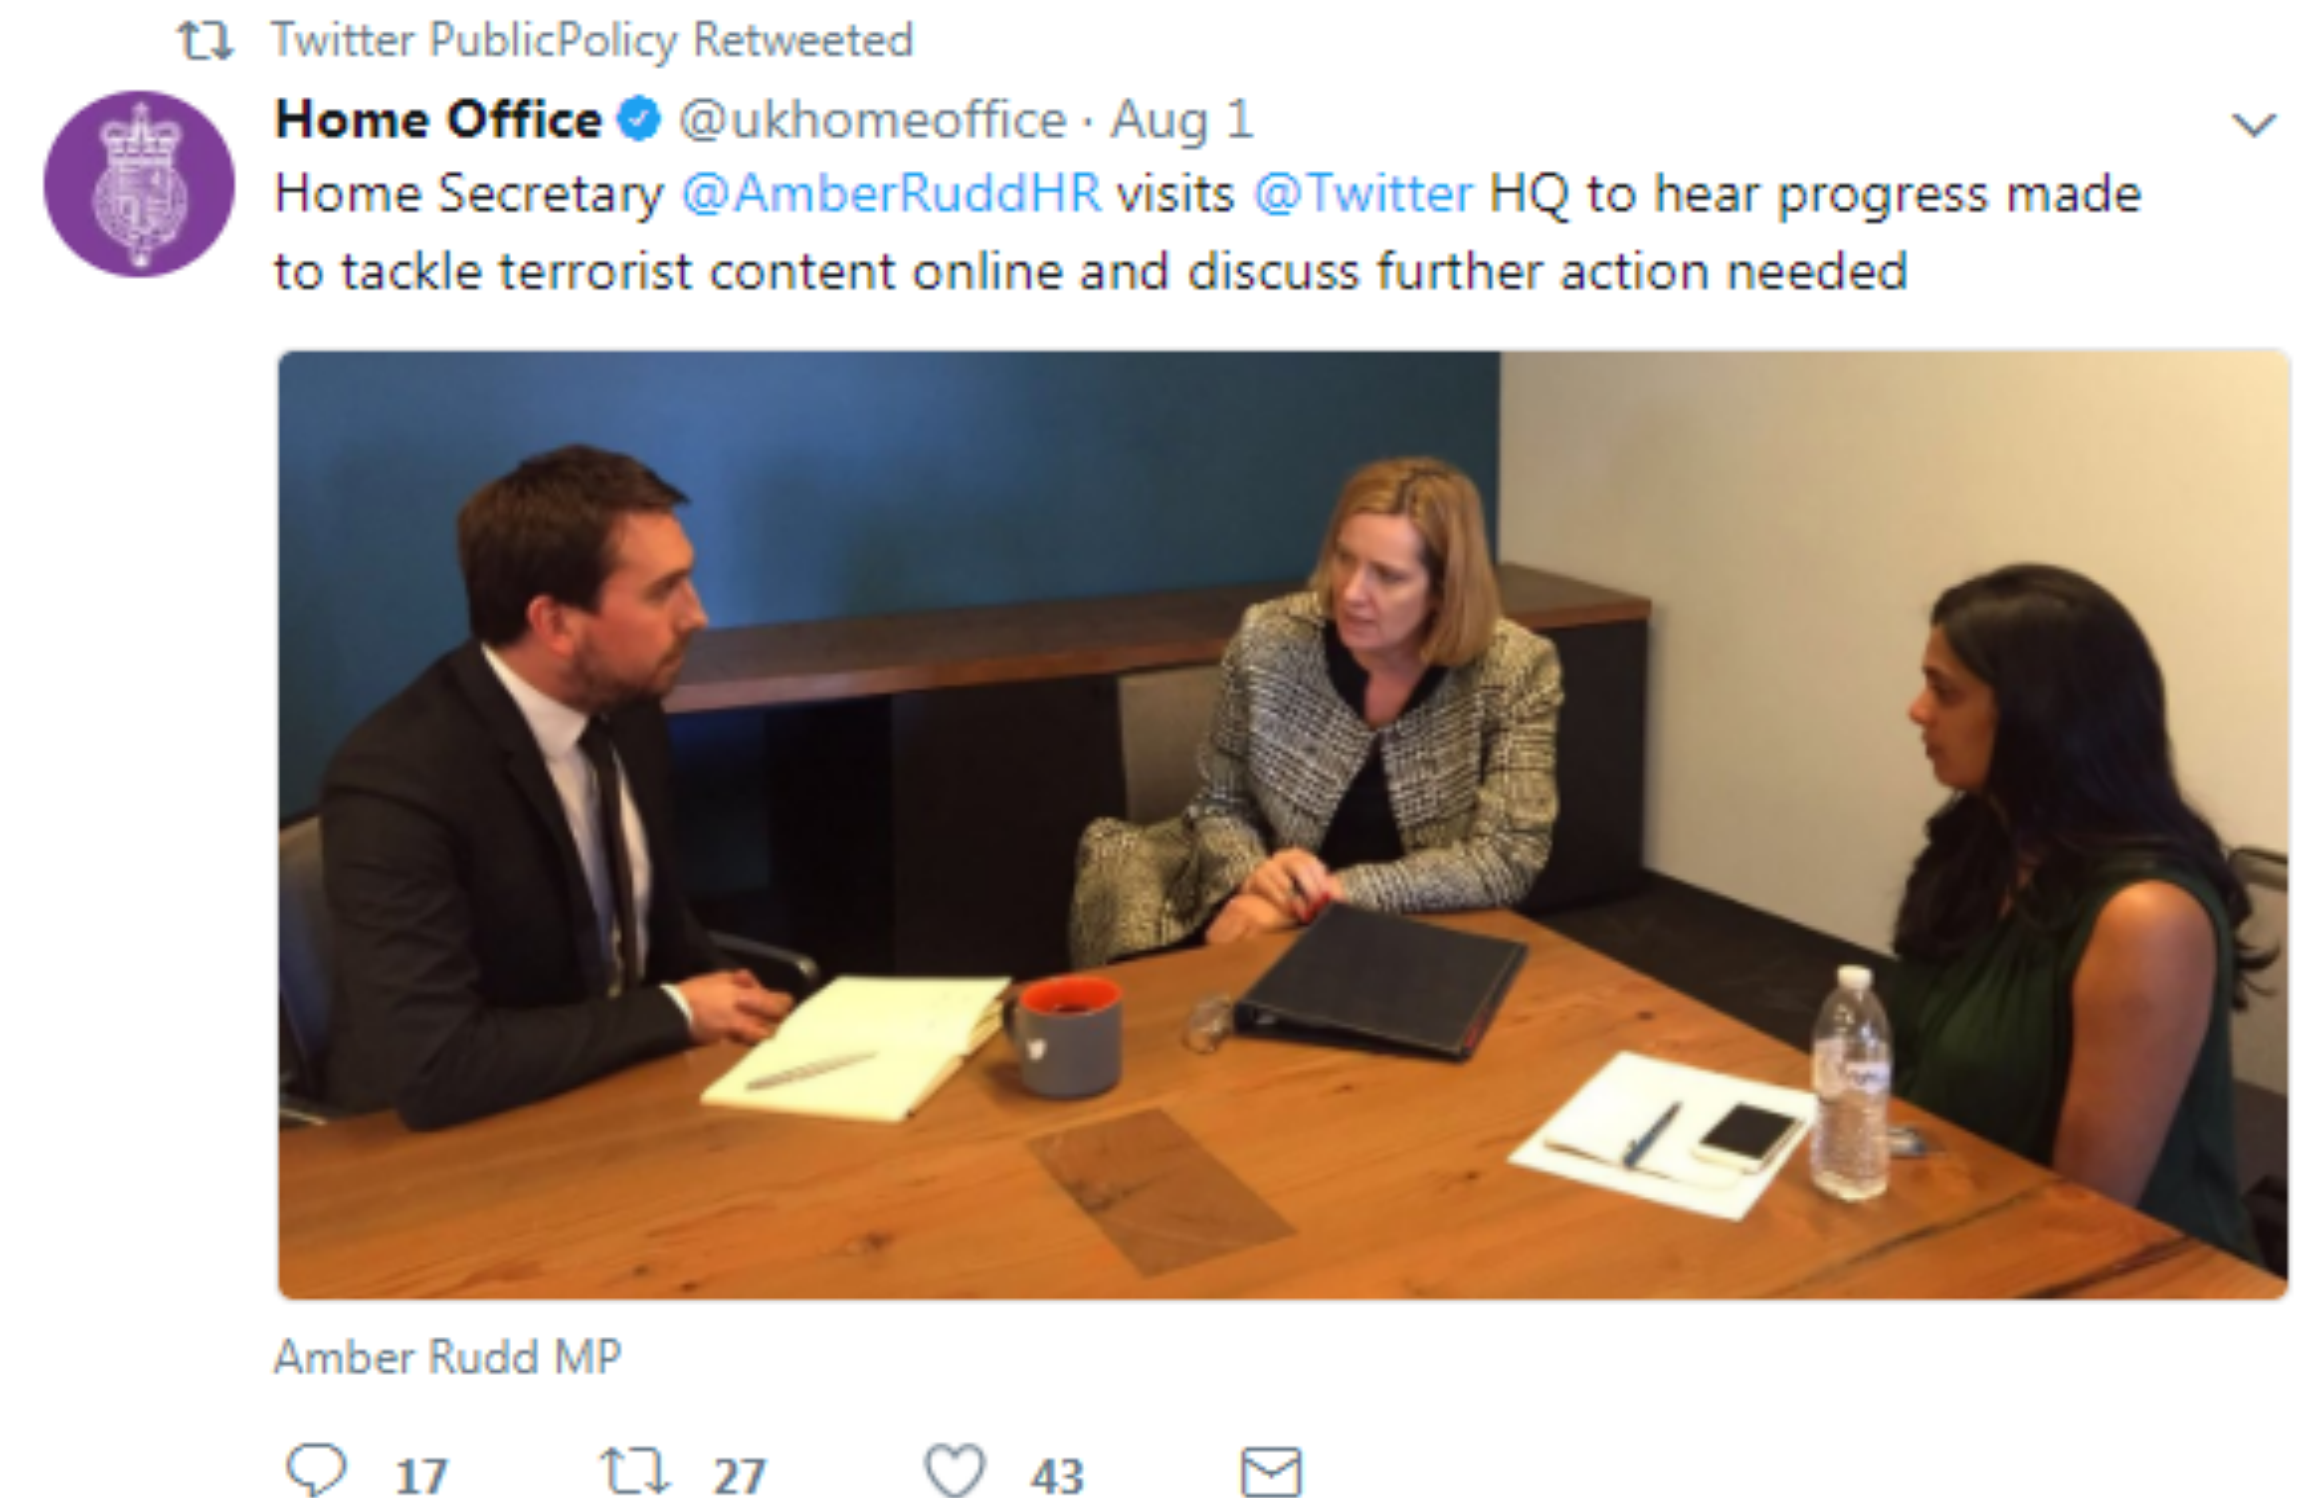 Twitter PublicPolicy Retweeted
Home Office @ukhomeoffice · Aug 1
Home Secretary @AmberRuddHR visits @Twitter HQ to hear progress made
to tackle terrorist content online and discuss further action needed
Amber Rudd MP
17 27 43